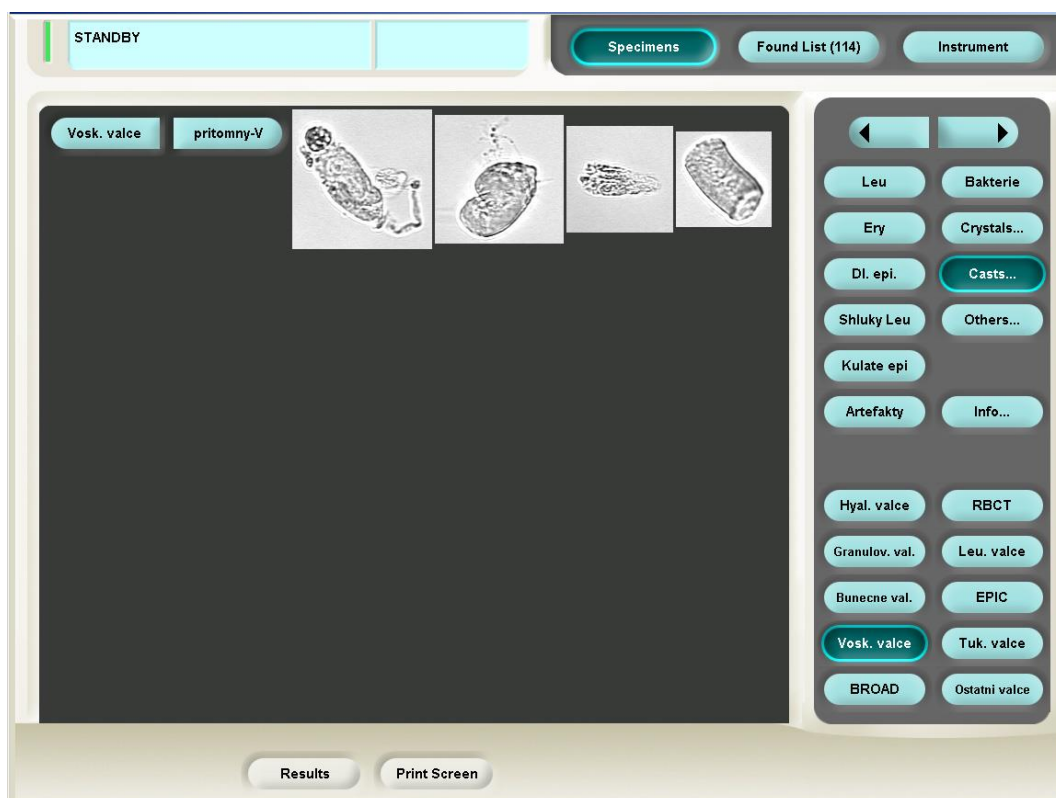 STANDBY
Specimens
Found List (114)
Instrument
Vosk. valce
pritomny-V
Leu
Bakterie
Ery
Crystals...
Dl. epi.
Casts...
Shluky Leu
Others...
Kulate epi
Artefakty
Info...
Hyal. valce
RBCT
Granulov. val.
Leu. valce
Bunecne val.
EPIC
Vosk. valce
Tuk. valce
BROAD
Ostatni valce
Results
Print Screen